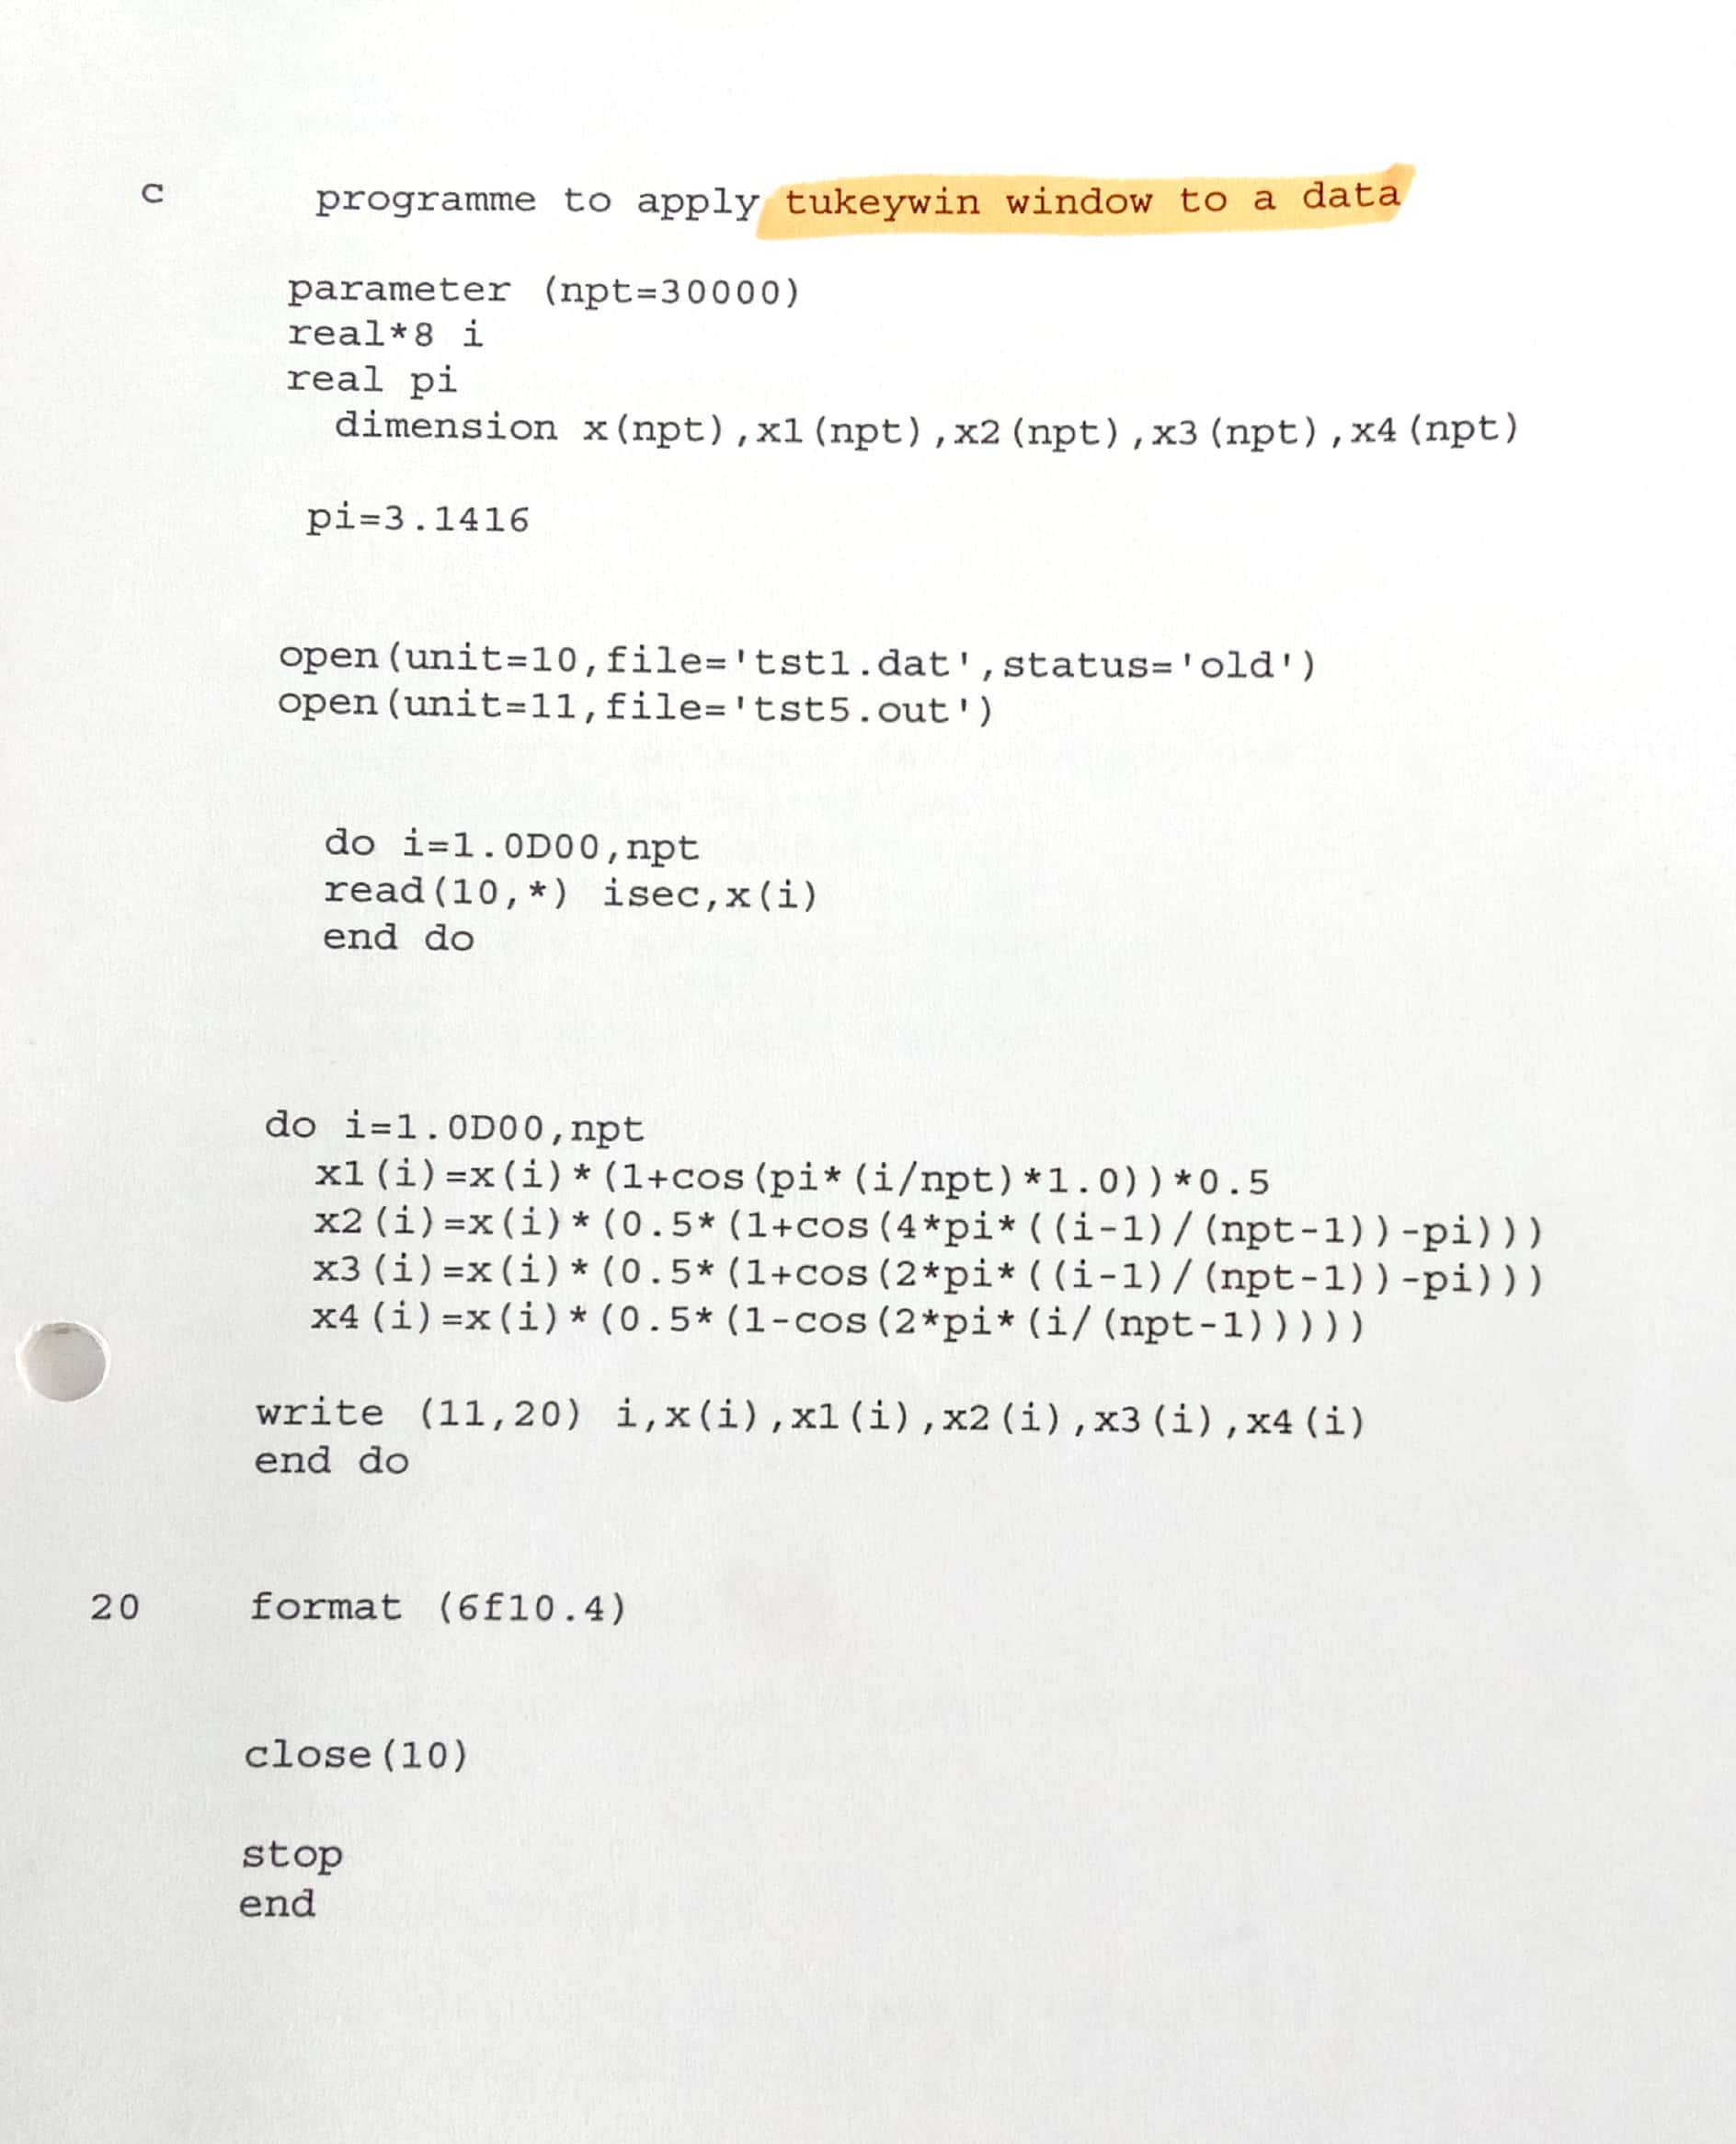 c programme to apply tukeywin window to a data
parameter (npt=30000)
real*8 i
real pi
dimension x(npt),x1(npt),x2(npt),x3(npt),x4(npt)
pi=3.1416
open(unit=10,file='tst1.dat',status='old')
open(unit=11,file='tst5.out')
do i=1.0D00,npt
read(10,*) isec,x(i)
end do
do i=1.0D00,npt
x1(i)=x(i)*(1+cos(pi*(i/npt)*1.0))*0.5
x2(i)=x(i)*(0.5*(1+cos(4*pi*((i-1)/(npt-1))-pi)))
x3(i)=x(i)*(0.5*(1+cos(2*pi*((i-1)/(npt-1))-pi)))
x4(i)=x(i)*(0.5*(1-cos(2*pi*(i/(npt-1)))))
write (11,20) i,x(i),x1(i),x2(i),x3(i),x4(i)
end do
20 format (6f10.4)
close(10)
stop
end